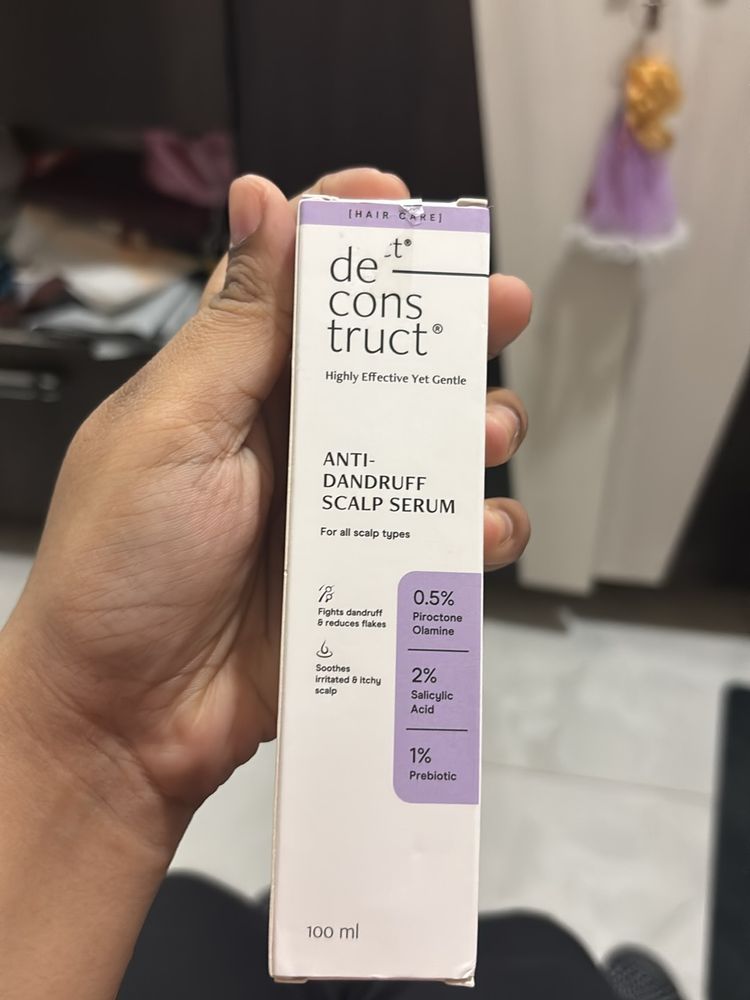 [HAIR CARE]
t®
de
cons
truct®
Highly Effective Yet Gentle
ANTI-
DANDRUFF
SCALP SERUM
For all scalp types
Fights dandruff
& reduces flakes
Soothes
irritated & itchy
scalp
0.5%
Piroctone
Olamine
2%
Salicylic
Acid
1%
Prebiotic
100 ml